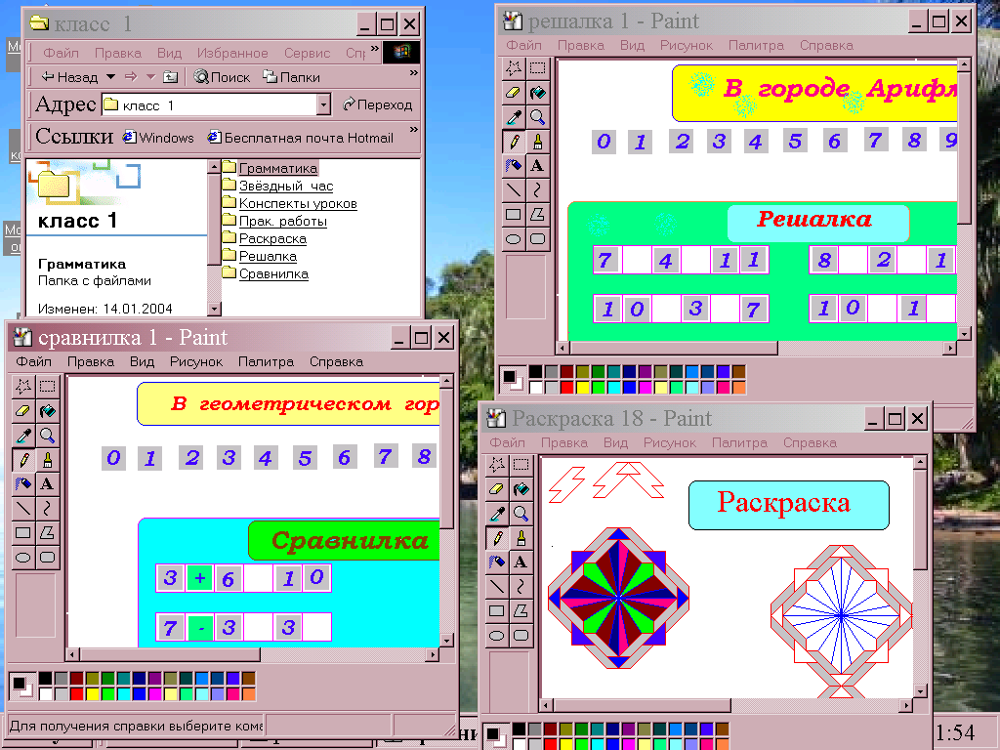 класс 1
Файл Правка Вид Избранное Сервис Спр »
Назад Поиск Папки »
Адрес класс 1 Переход
Ссылки Windows Бесплатная почта Hotmail »
класс 1
Грамматика
Папка с файлами
Изменен: 14.01.2004
Грамматика
Звёздный час
Конспекты уроков
Прак. работы
Раскраска
Решалка
Сравнилка
решалка 1 - Paint
Файл Правка Вид Рисунок Палитра Справка
В городе Арифм
0 1 2 3 4 5 6 7 8 9
Решалка
7 4 1 1 8 2 1
1 0 3 7 1 0 1
сравнилка 1 - Paint
Файл Правка Вид Рисунок Палитра Справка
В геометрическом гор
0 1 2 3 4 5 6 7 8
Сравнилка
3 + 6 1 0
7 - 3 3
Для получения справки выберите кома
Раскраска 18 - Paint
Файл Правка Вид Рисунок Палитра Справка
Раскраска
1:54